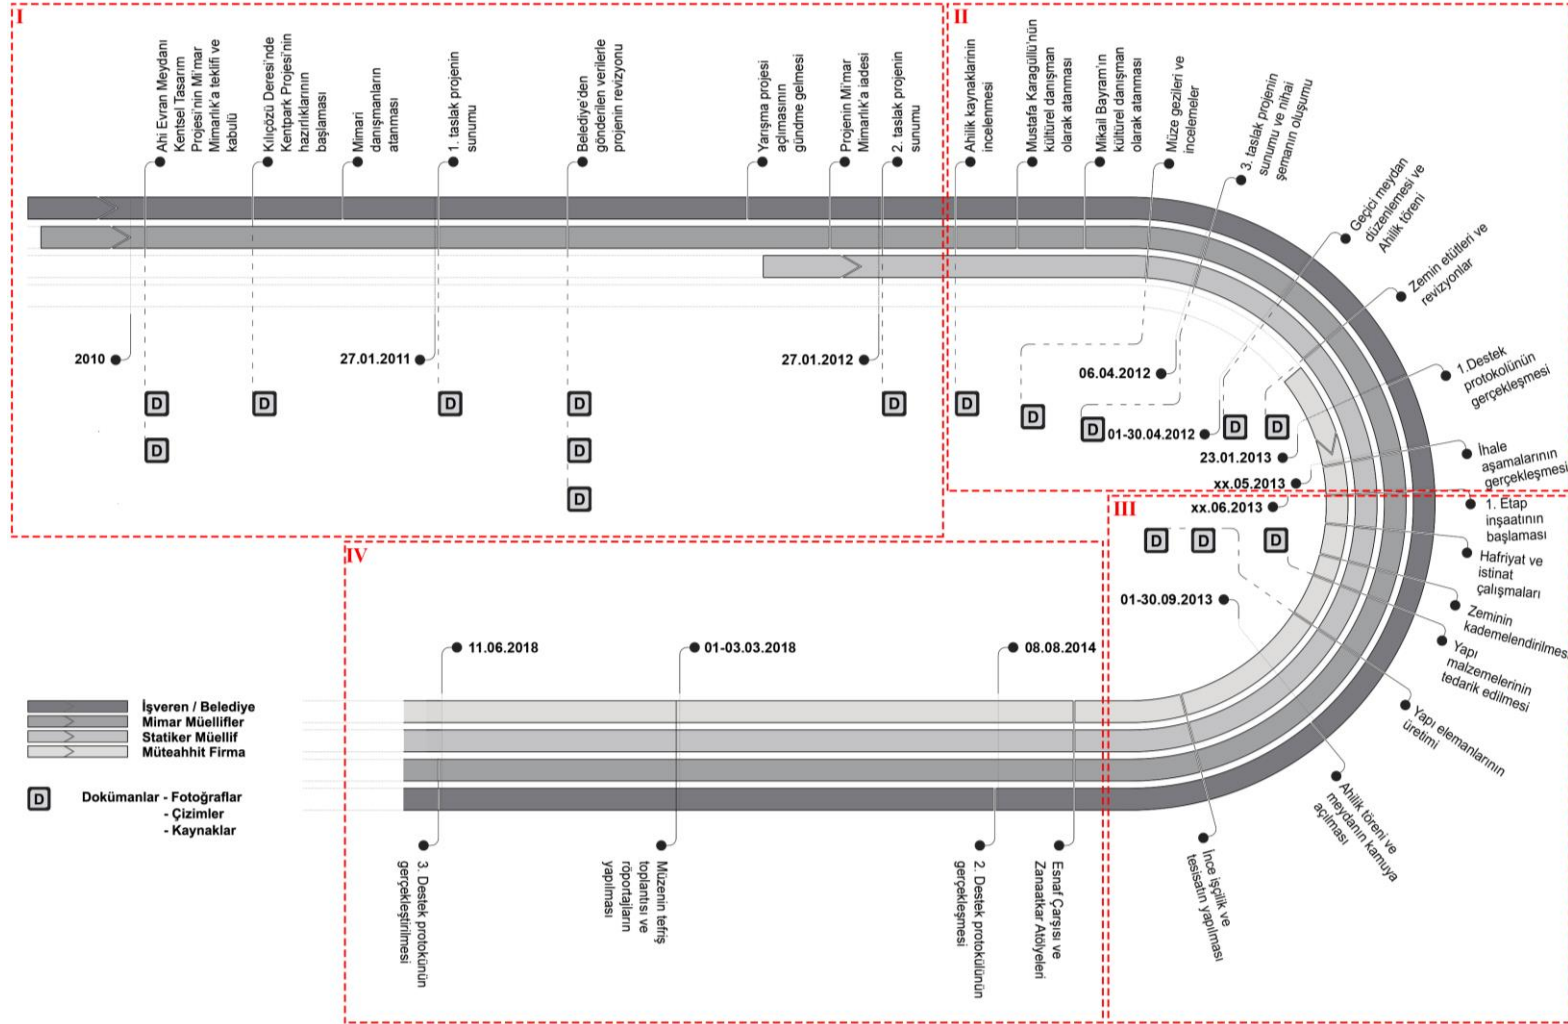 I
Ahi Evran Meydanı
Kentsel Tasarım
Projesi'nin Mi'mar
Mimarlık'a teklifi ve
kabulü
Kılıçözü Deresi'nde
Kentpark Projesi'nin
hazırlıklarının
başlaması
Mimari
danışmanların
atanması
1. taslak projenin
sunumu
Belediye'den
gönderilen verilerle
projenin revizyonu
Yarışma projesi
açılmasının
gündme gelmesi
Projenin Mi'mar
Mimarlık'a iadesi
2. taslak projenin
sunumu
2010
27.01.2011
27.01.2012
D
D
D
D
D
D
D
D
II
Ahilik kaynaklarının
incelenmesi
Mustafa Karagüllü'nün
kültürel danışman
olarak atanması
Mikail Bayram'ın
kültürel danışman
olarak atanması
Müze gezileri ve
incelemeler
3. taslak projenin
sunumu ve nihai
şemanın oluşumu
Geçici meydan
düzenlemesi ve
Ahilik töreni
Zemin etütleri ve
revizyonlar
1.Destek
protokolünün
gerçekleşmesi
İhale
aşamalarının
gerçekleşmesi
06.04.2012
01-30.04.2012
23.01.2013
xx.05.2013
D
D
D
D
D
III
xx.06.2013
1. Etap
inşaatının
başlaması
Hafriyat ve
istinat
çalışmaları
Zeminin
kademelendirilmesi
Yapı
malzemelerinin
tedarik edilmesi
Yapı elemanlarının
üretimi
Ahilik töreni ve
meydanın kamuya
açılması
İnce işçilik ve
tesisatın yapılması
D
D
D
01-30.09.2013
IV
11.06.2018
01-03.03.2018
08.08.2014
3. Destek protokünün
gerçekleştirilmesi
Müzenin tefriş
toplantısı ve
röportajların
yapılması
2. Destek protokülünün
gerçekleşmesi
Esnaf Çarşısı ve
Zanaatkar Atölyeleri
İşveren / Belediye
Mimar Müellifler
Statiker Müellif
Müteahhit Firma
D
Dokümanlar - Fotoğraflar
- Çizimler
- Kaynaklar